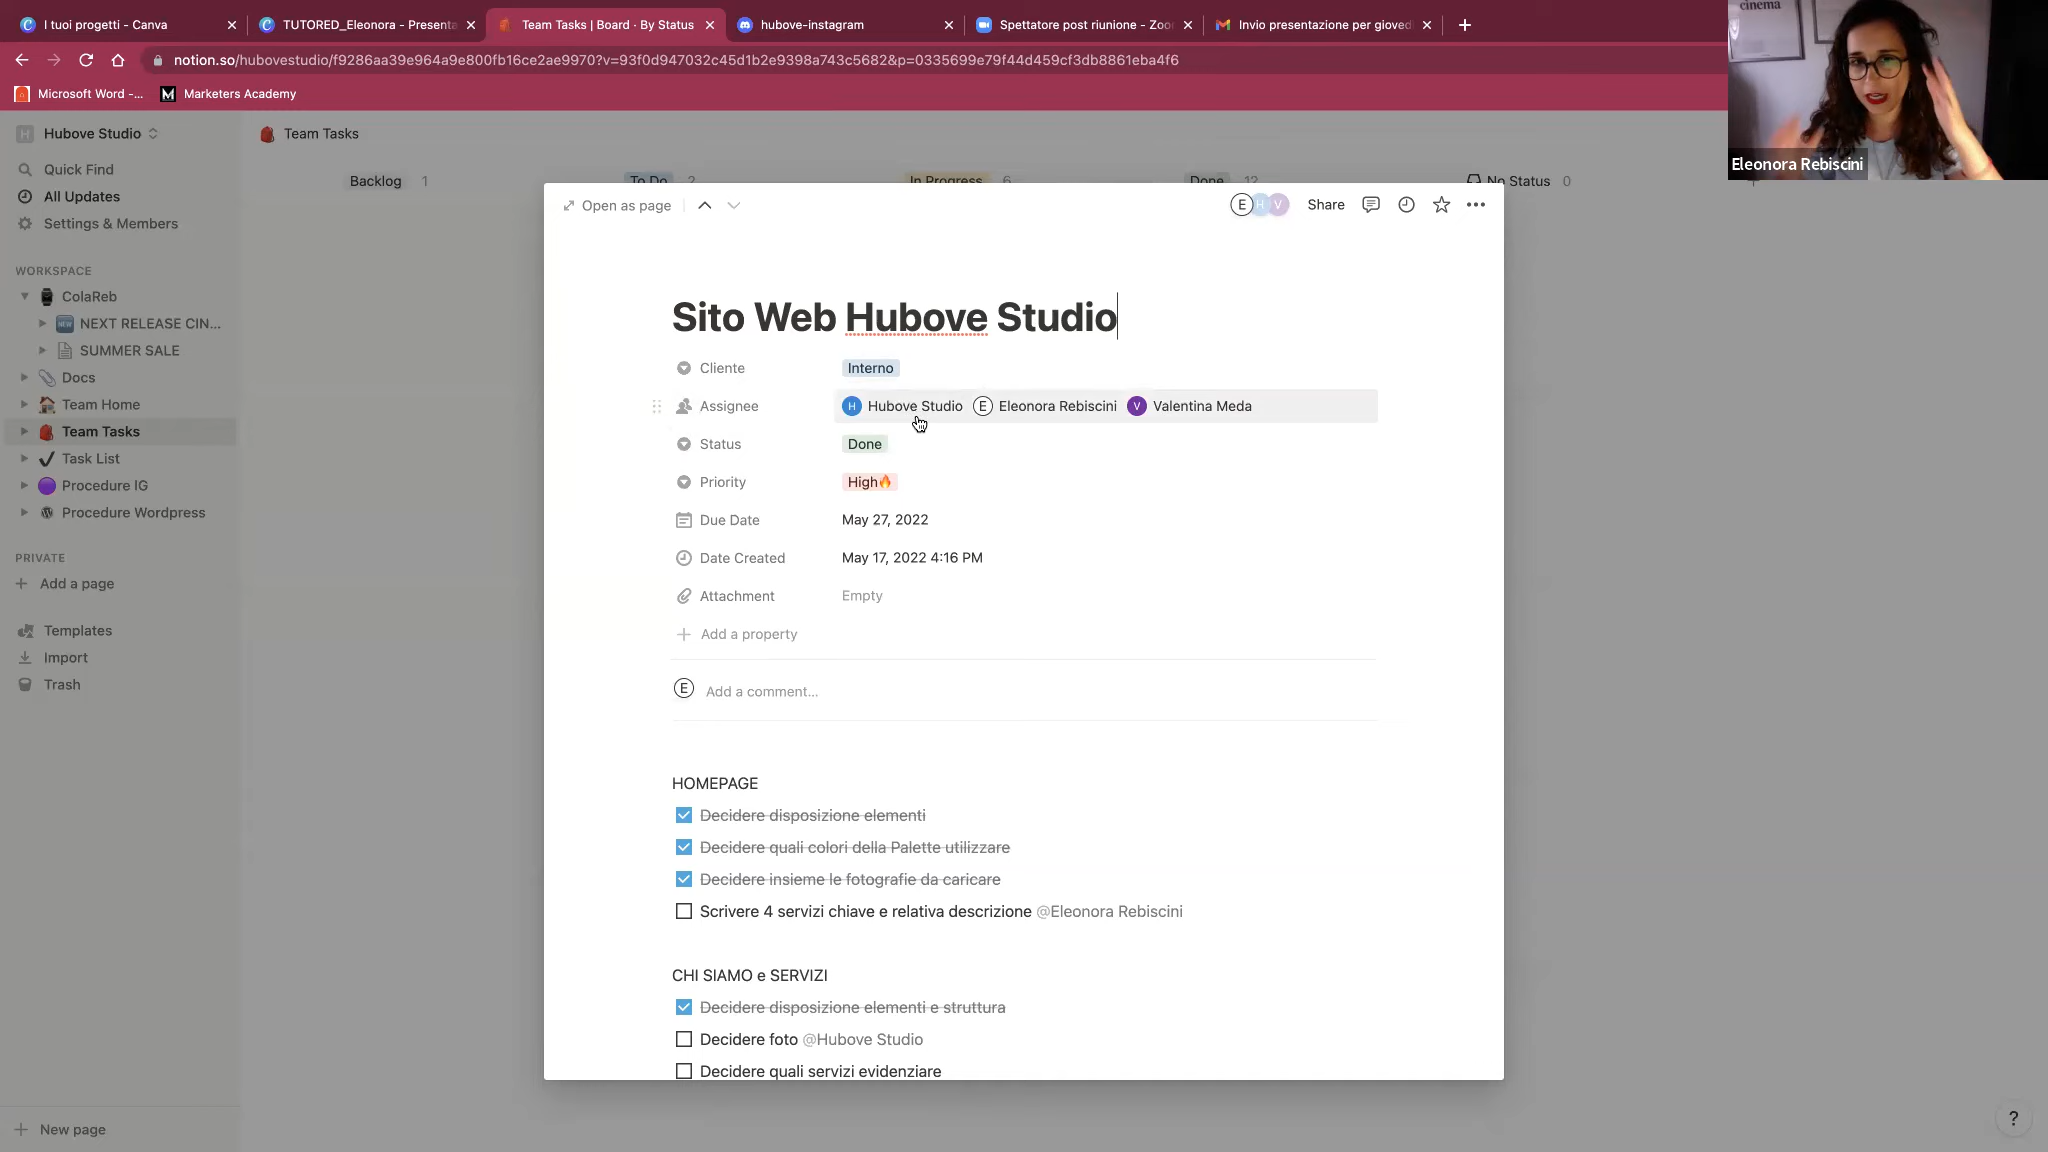 I tuoi progetti - Canva
TUTORED_Eleonora - Presenta
Team Tasks | Board · By Status
hubove-instagram
Spettatore post riunione - Zoo
Invio presentazione per gioved
notion.so/hubovestudio/f9286aa39e964a9e800fb16ce2ae9970?v=93f0d947032c45d1b2e9398a743c5682&p=0335699e79f44d459cf3db8861eba4f6
Microsoft Word -...
M Marketers Academy
cinema
Eleonora Rebiscini
H Hubove Studio
Quick Find
All Updates
Settings & Members
WORKSPACE
ColaReb
NEW NEXT RELEASE CIN...
SUMMER SALE
Docs
Team Home
Team Tasks
Task List
Procedure IG
Procedure Wordpress
PRIVATE
Add a page
Templates
Import
Trash
New page
Team Tasks
Backlog 1
To Do 2
In Progress 6
Done 12
No Status 0
Open as page
E H V Share
Sito Web Hubove Studio
Cliente Interno
Assignee H Hubove Studio E Eleonora Rebiscini V Valentina Meda
Status Done
Priority High🔥
Due Date May 27, 2022
Date Created May 17, 2022 4:16 PM
Attachment Empty
Add a property
E Add a comment...
HOMEPAGE
Decidere disposizione elementi
Decidere quali colori della Palette utilizzare
Decidere insieme le fotografie da caricare
Scrivere 4 servizi chiave e relativa descrizione @Eleonora Rebiscini
CHI SIAMO e SERVIZI
Decidere disposizione elementi e struttura
Decidere foto @Hubove Studio
Decidere quali servizi evidenziare
?